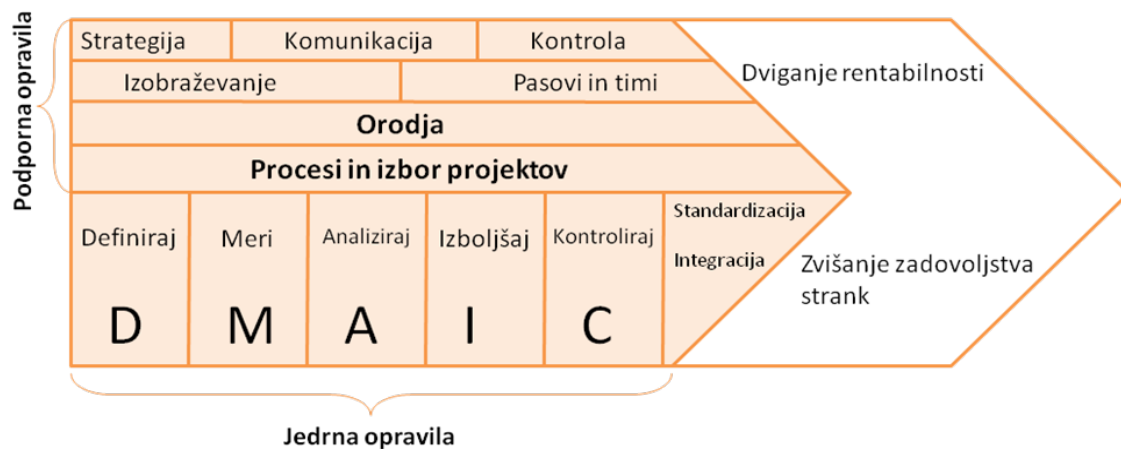 Podporna opravila
Strategija
Komunikacija
Kontrola
Izobraževanje
Pasovi in timi
Orodja
Procesi in izbor projektov
Dviganje rentabilnosti
Definiraj
Meri
Analiziraj
Izboljšaj
Kontroliraj
Standardizacija
Integracija
Zvišanje zadovoljstva
strank
D
M
A
I
C
Jedrna opravila